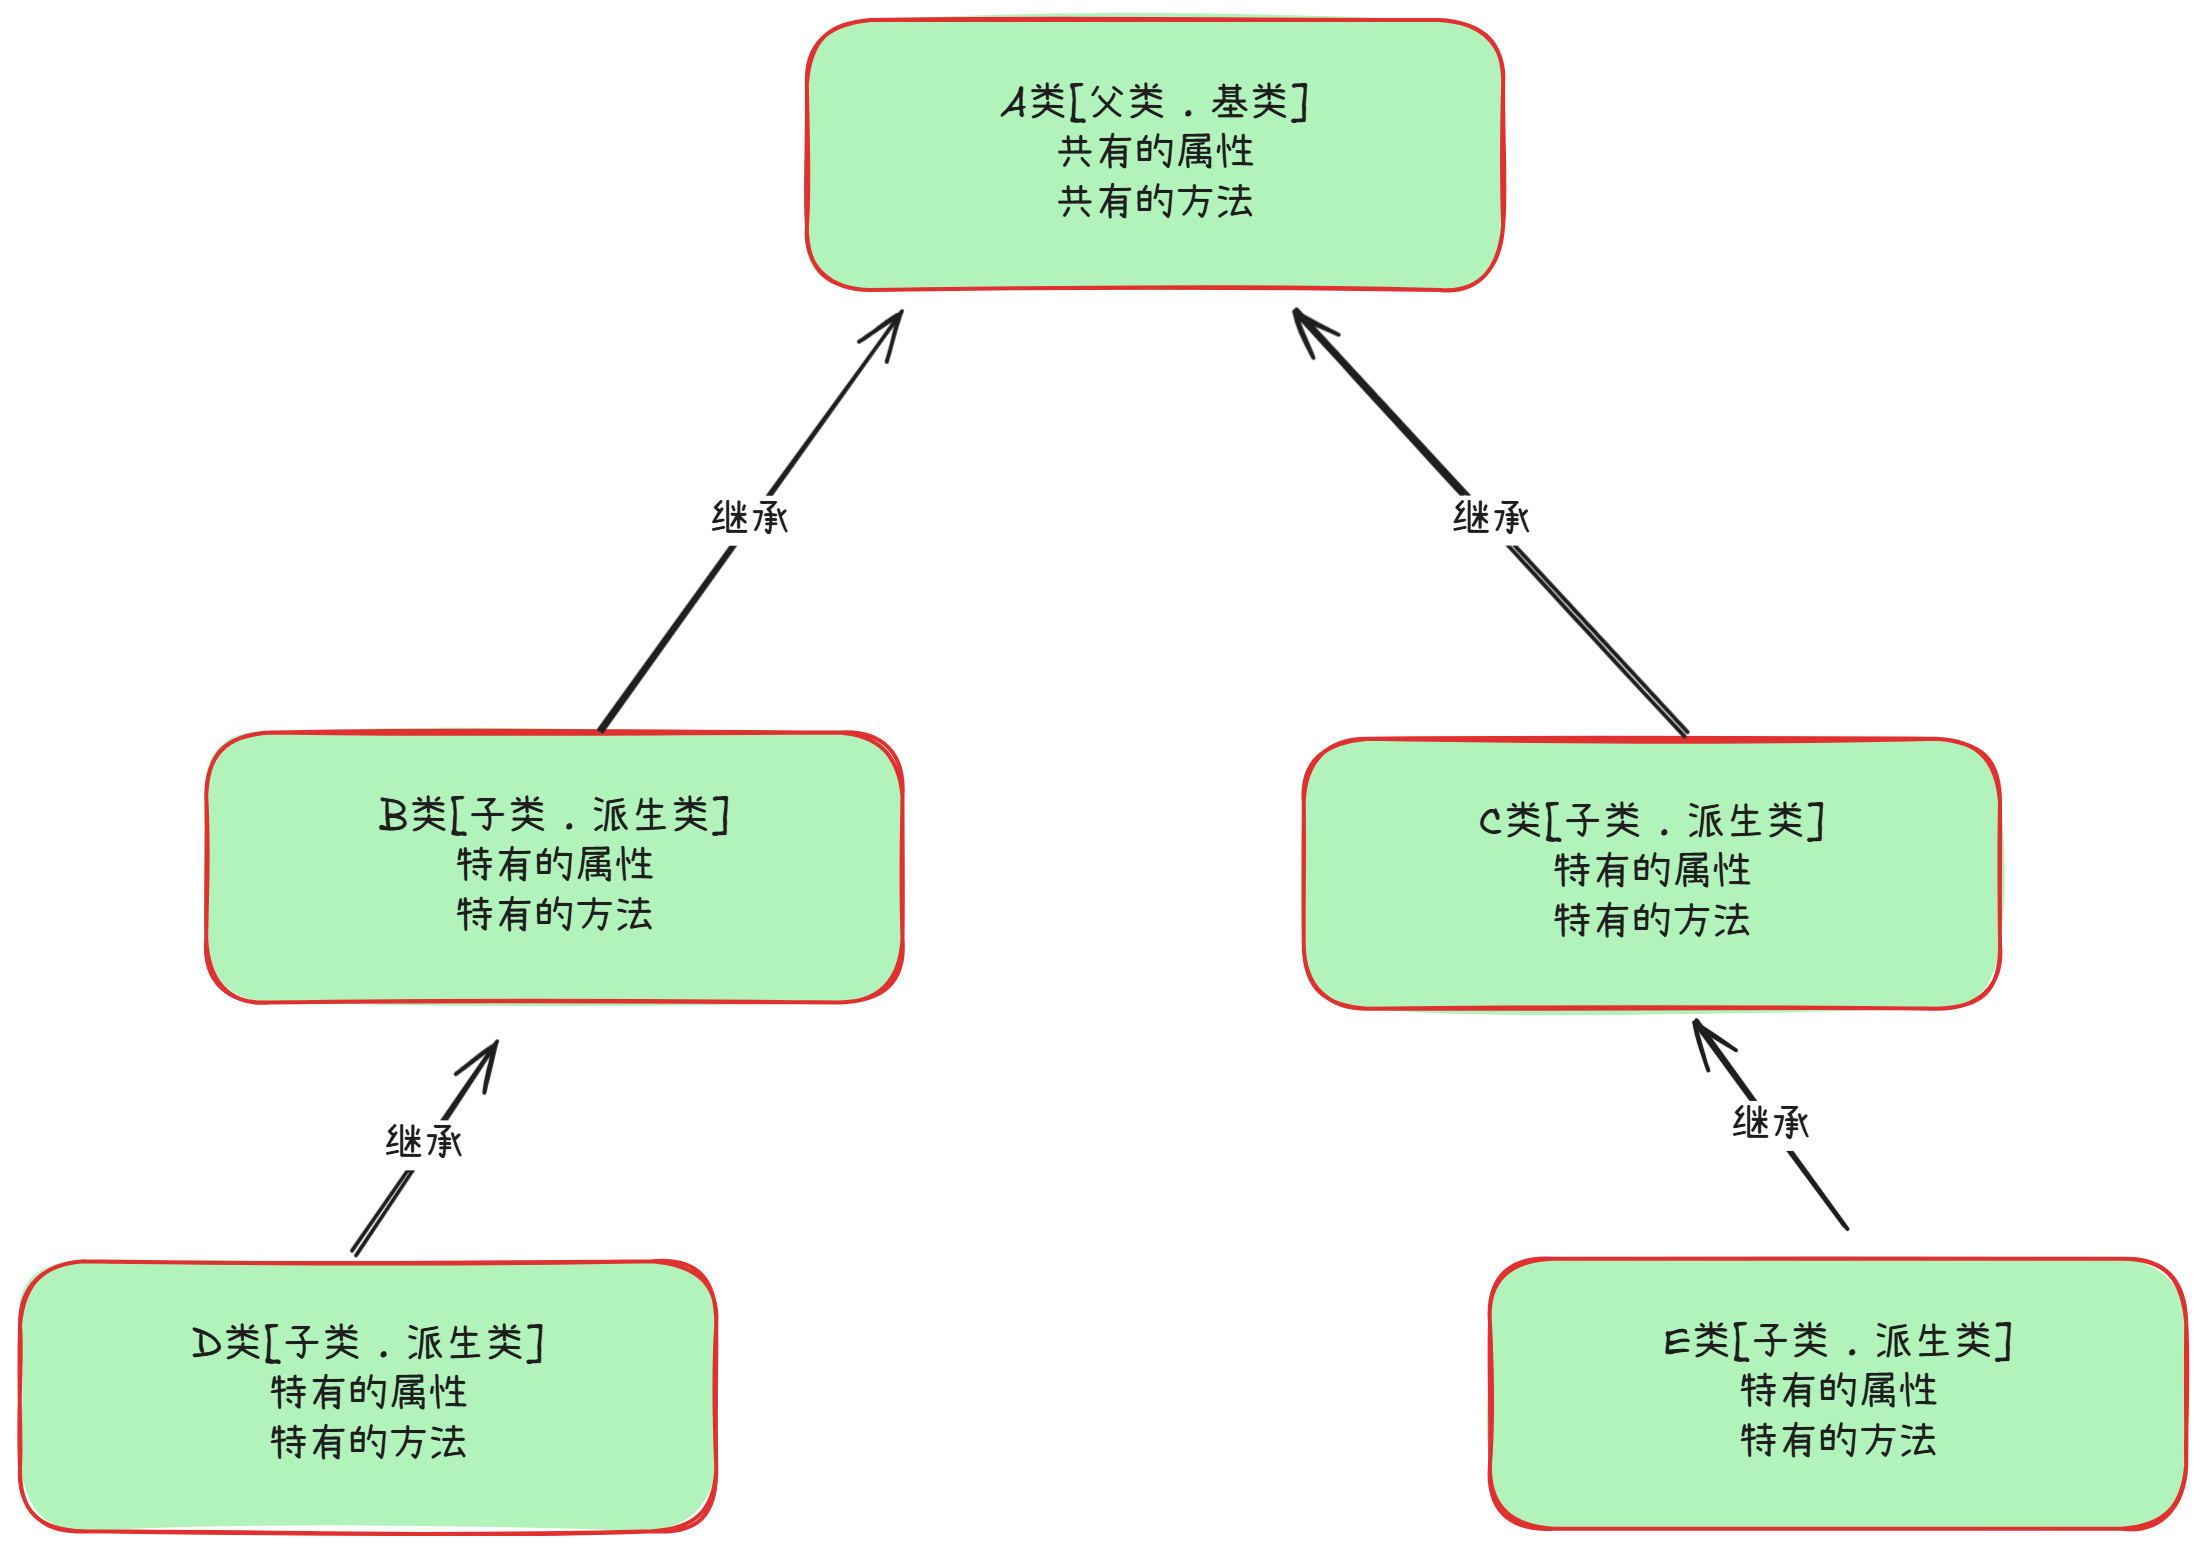 A类[父类．基类]
共有的属性
共有的方法
继承
继承
B类[子类．派生类]
特有的属性
特有的方法
C类[子类．派生类]
特有的属性
特有的方法
继承
继承
D类[子类．派生类]
特有的属性
特有的方法
E类[子类．派生类]
特有的属性
特有的方法